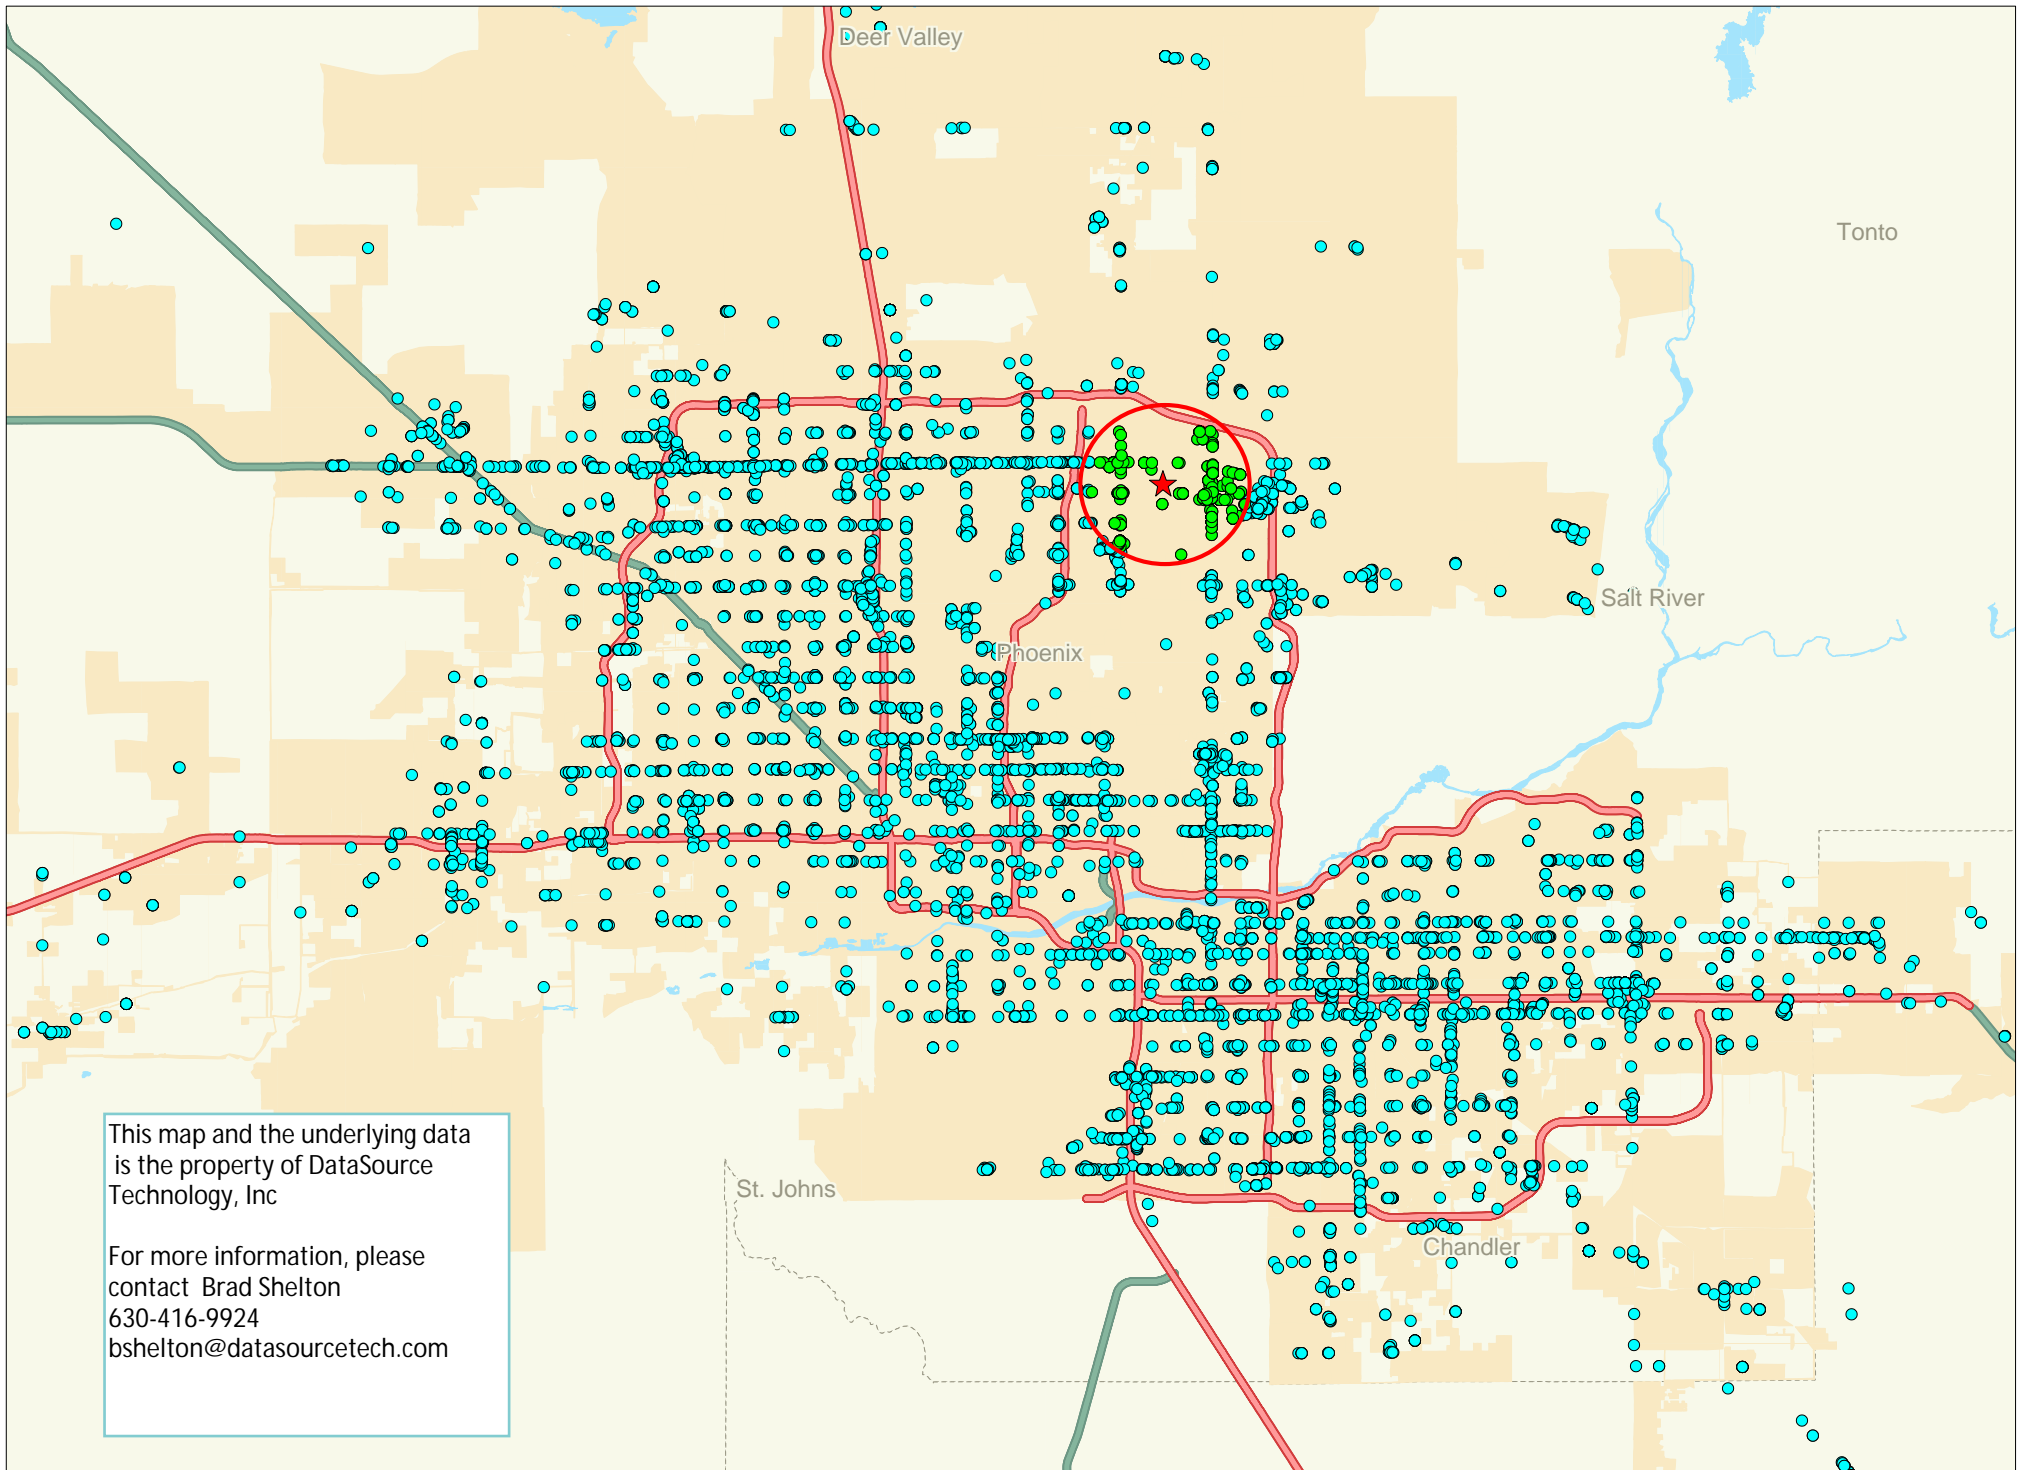 Deer Valley
Tonto
Salt River
Phoenix
St. Johns
Chandler
This map and the underlying data
is the property of DataSource
Technology, Inc
For more information, please
contact  Brad Shelton
630-416-9924
bshelton@datasourcetech.com